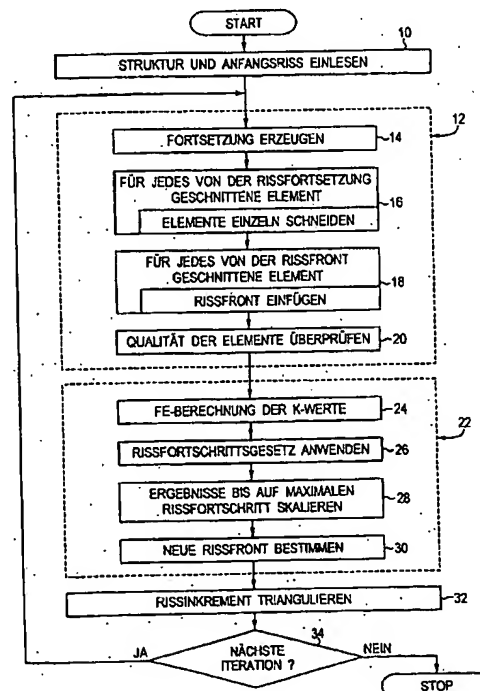 START
10
STRUKTUR UND ANFANGSRISS EINLESEN
12
FORTSETZUNG ERZEUGEN
14
FÜR JEDES VON DER RISSFORTSETZUNG
GESCHNITTENE ELEMENT
16
ELEMENTE EINZELN SCHNEIDEN
FÜR JEDES VON DER RISSFRONT
GESCHNITTENE ELEMENT
18
RISSFRONT EINFÜGEN
QUALITÄT DER ELEMENTE ÜBERPRÜFEN
20
FE-BERECHNUNG DER K-WERTE
24
22
RISSFORTSCHRITTSGESETZ ANWENDEN
26
ERGEBNISSE BIS AUF MAXIMALEN
RISSFORTSCHRITT SKALIEREN
28
NEUE RISSFRONT BESTIMMEN
30
RISSINKREMENT TRIANGULIEREN
32
34
JA
NÄCHSTE
ITERATION ?
NEIN
STOP